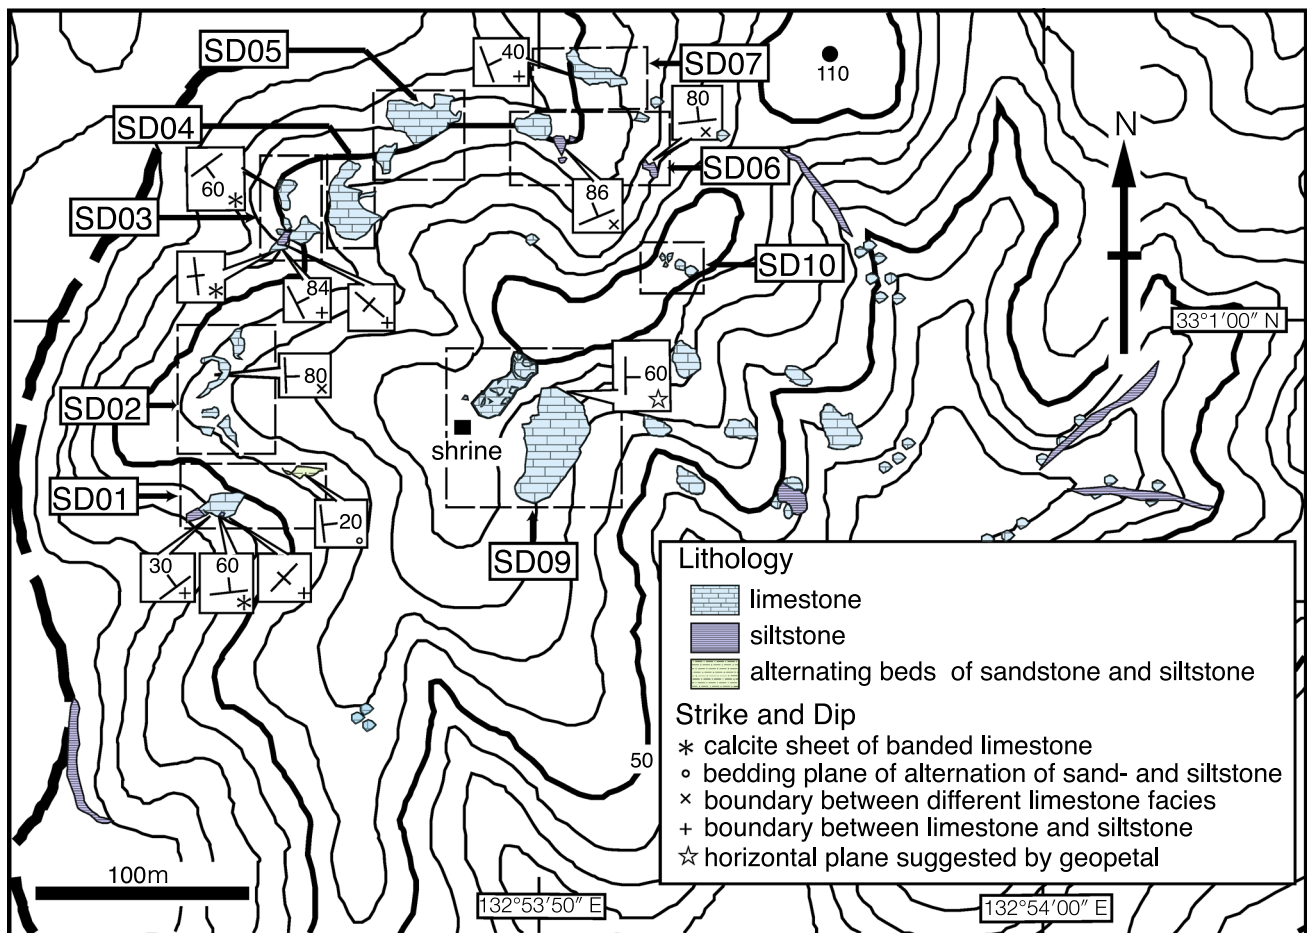 SD05
40
+
SD07
110
80
×
SD04
N
SD06
60
*
86
×
SD03
SD10
*
84
+
+
33°1′00″ N
80
×
60
☆
SD02
shrine
SD01
20
∘
SD09
30
+
60
*
+
Lithology
limestone
siltstone
alternating beds of sandstone and siltstone
Strike and Dip
* calcite sheet of banded limestone
∘ bedding plane of alternation of sand- and siltstone
× boundary between different limestone facies
+ boundary between limestone and siltstone
☆ horizontal plane suggested by geopetal
50
100m
132°53′50″ E
132°54′00″ E